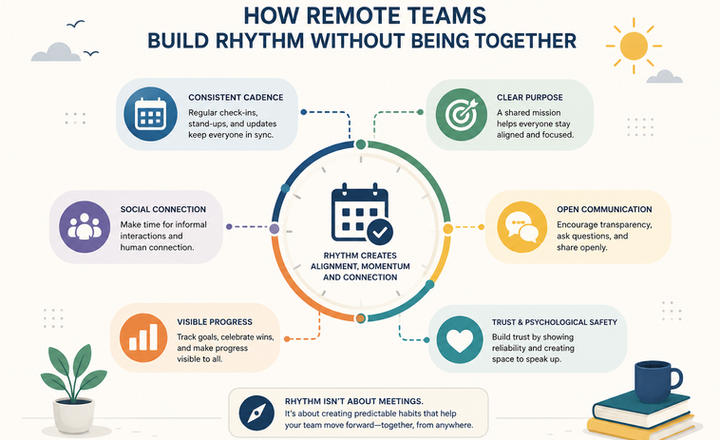 HOW REMOTE TEAMS
BUILD RHYTHM WITHOUT BEING TOGETHER
CONSISTENT CADENCE
Regular check-ins,
stand-ups, and updates
keep everyone in sync.
CLEAR PURPOSE
A shared mission
helps everyone stay
aligned and focused.
SOCIAL CONNECTION
Make time for informal
interactions and
human connection.
OPEN COMMUNICATION
Encourage transparency,
ask questions, and
share openly.
RHYTHM CREATES
ALIGNMENT, MOMENTUM
AND CONNECTION
VISIBLE PROGRESS
Track goals, celebrate wins,
and make progress
visible to all.
TRUST & PSYCHOLOGICAL SAFETY
Build trust by showing
reliability and creating
space to speak up.
RHYTHM ISN'T ABOUT MEETINGS.
It's about creating predictable habits that help
your team move forward—together, from anywhere.